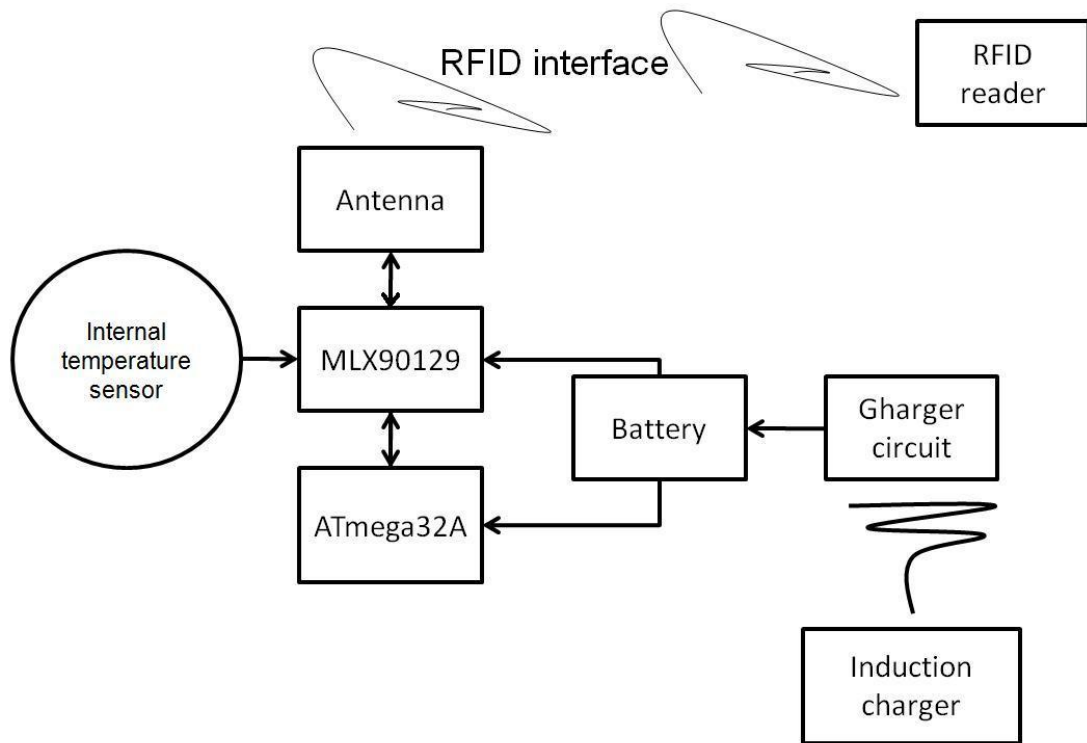 RFID interface
RFID
reader
Antenna
Internal
temperature
sensor
MLX90129
Battery
Gharger
circuit
ATmega32A
Induction
charger